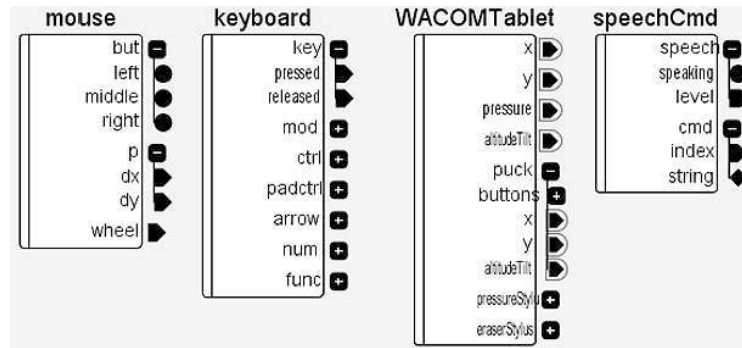 mouse
but
left
middle
right
p
dx
dy
wheel
keyboard
key
pressed
released
mod
ctrl
padctrl
arrow
num
func
WACOMTablet
x
y
pressure
altitudeTilt
puck
buttons
x
y
altitudeTilt
pressureStylu
eraserStylus
speechCmd
speech
speaking
level
cmd
index
string